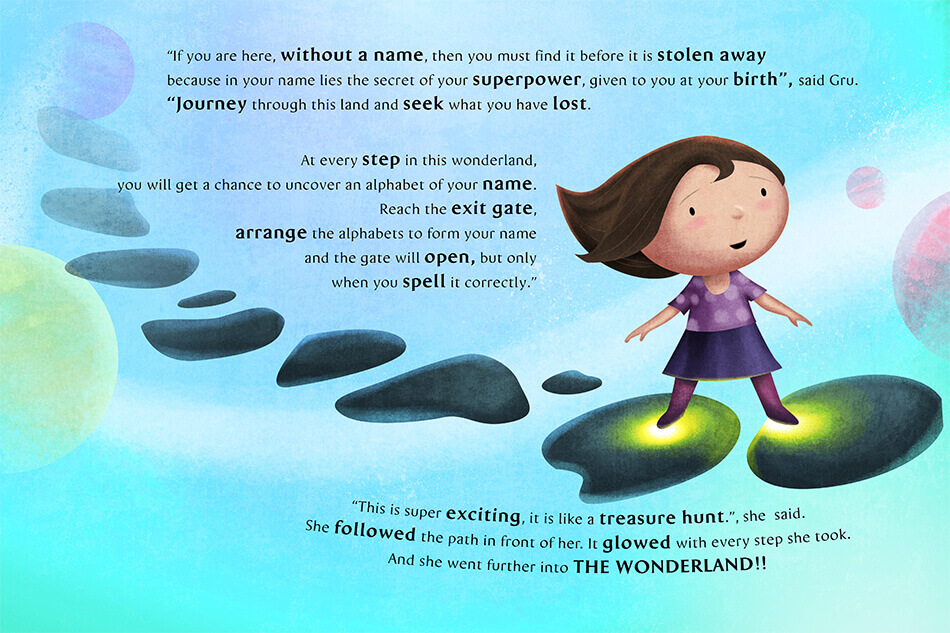 “If you are here, without a name, then you must find it before it is stolen away
because in your name lies the secret of your superpower, given to you at your birth”, said Gru.
“Journey through this land and seek what you have lost.
At every step in this wonderland,
you will get a chance to uncover an alphabet of your name.
Reach the exit gate,
arrange the alphabets to form your name
and the gate will open, but only
when you spell it correctly.”
“This is super exciting, it is like a treasure hunt.”, she said.
She followed the path in front of her. It glowed with every step she took.
And she went further into THE WONDERLAND!!